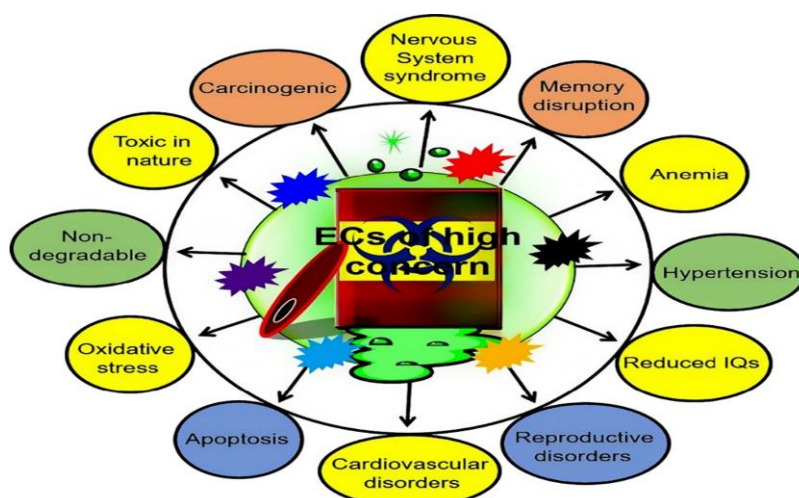 Nervous
System
syndrome
Carcinogenic
Memory
disruption
Toxic in
nature
Anemia
Non-
degradable
ECs of high
concern
Hypertension
Oxidative
stress
Reduced IQs
Apoptosis
Cardiovascular
disorders
Reproductive
disorders